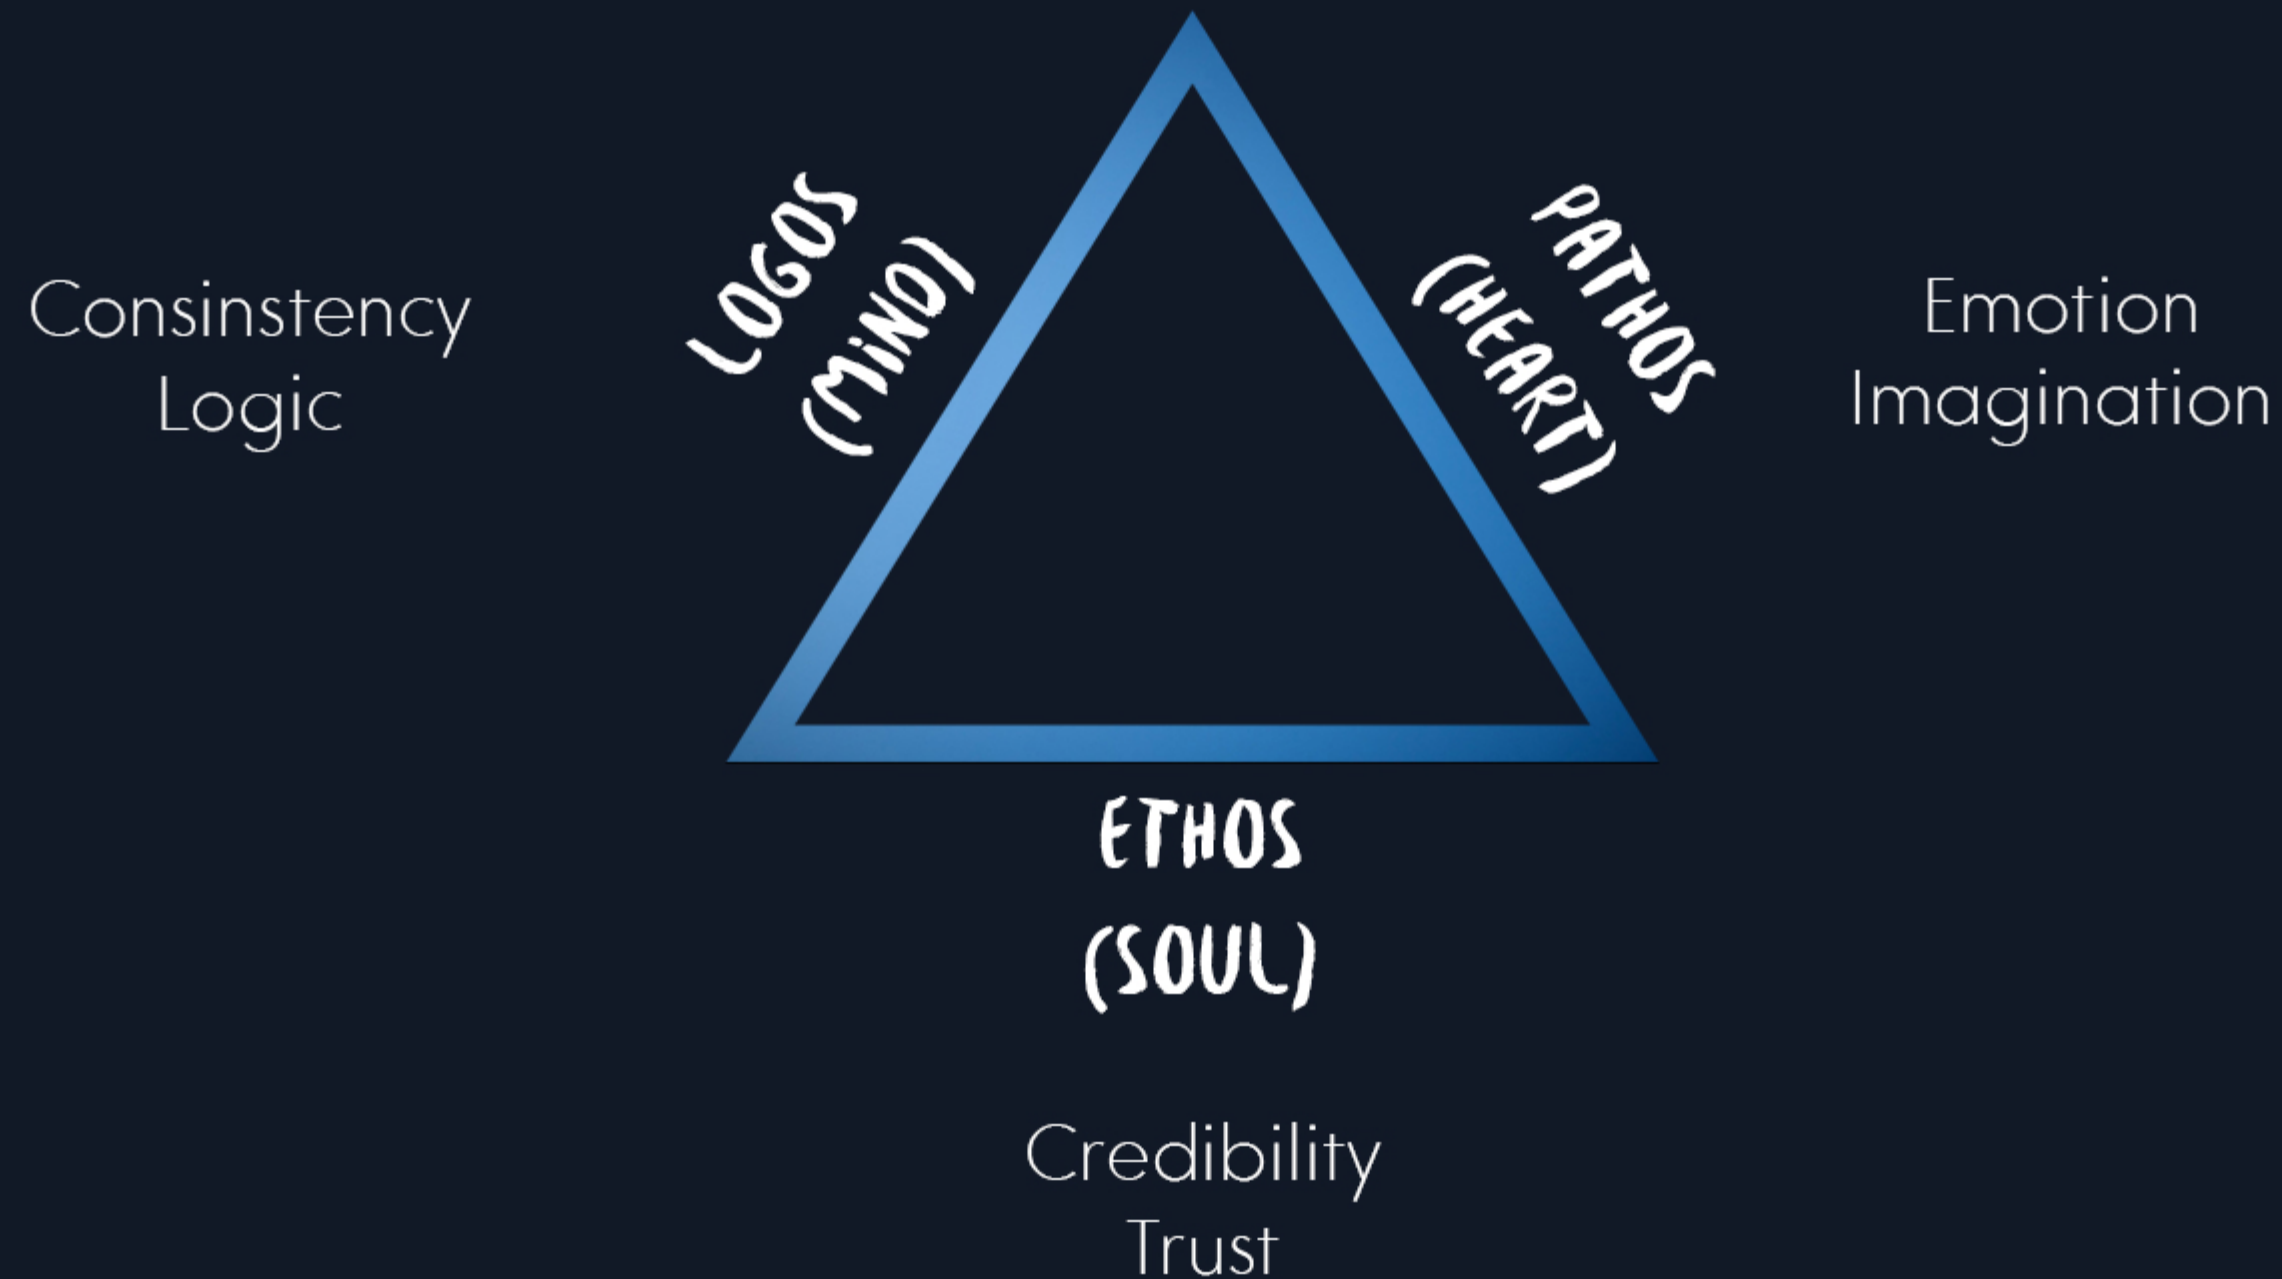 LOGOS
(MiND)
PATHOS
(HEART)
Consinstency
Logic
Emotion
Imagination
ETHOS
(SOUL)
Credibility
Trust